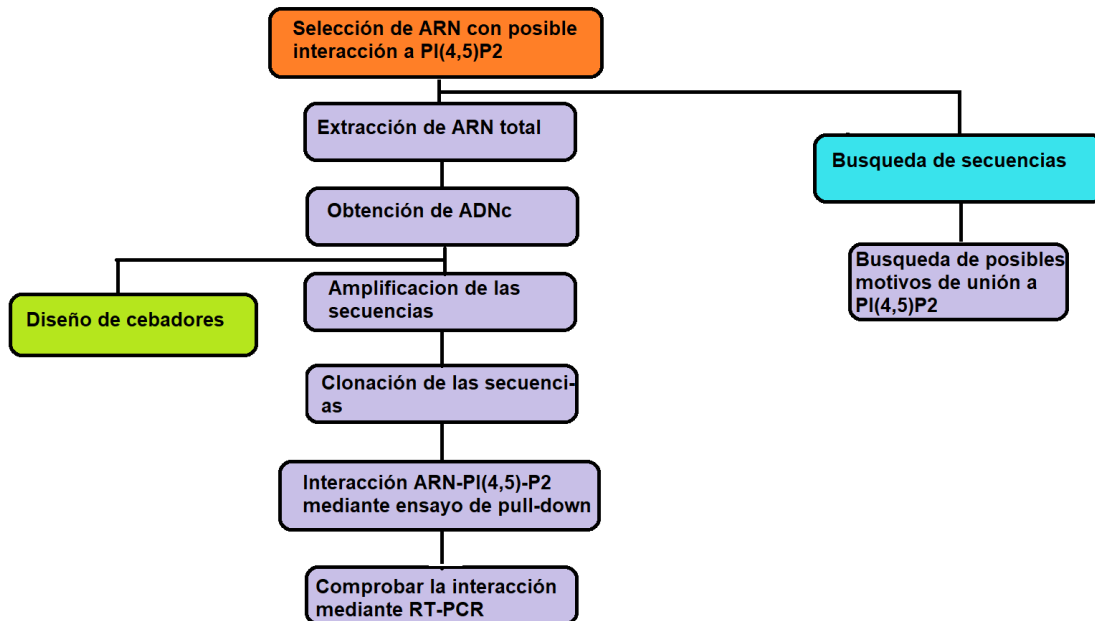 Selección de ARN con posible
interacción a PI(4,5)P2
Extracción de ARN total
Busqueda de secuencias
Obtención de ADNc
Busqueda de posibles
motivos de unión a
PI(4,5)P2
Amplificacion de las
secuencias
Diseño de cebadores
Clonación de las secuenci-
as
Interacción ARN-PI(4,5)-P2
mediante ensayo de pull-down
Comprobar la interacción
mediante RT-PCR